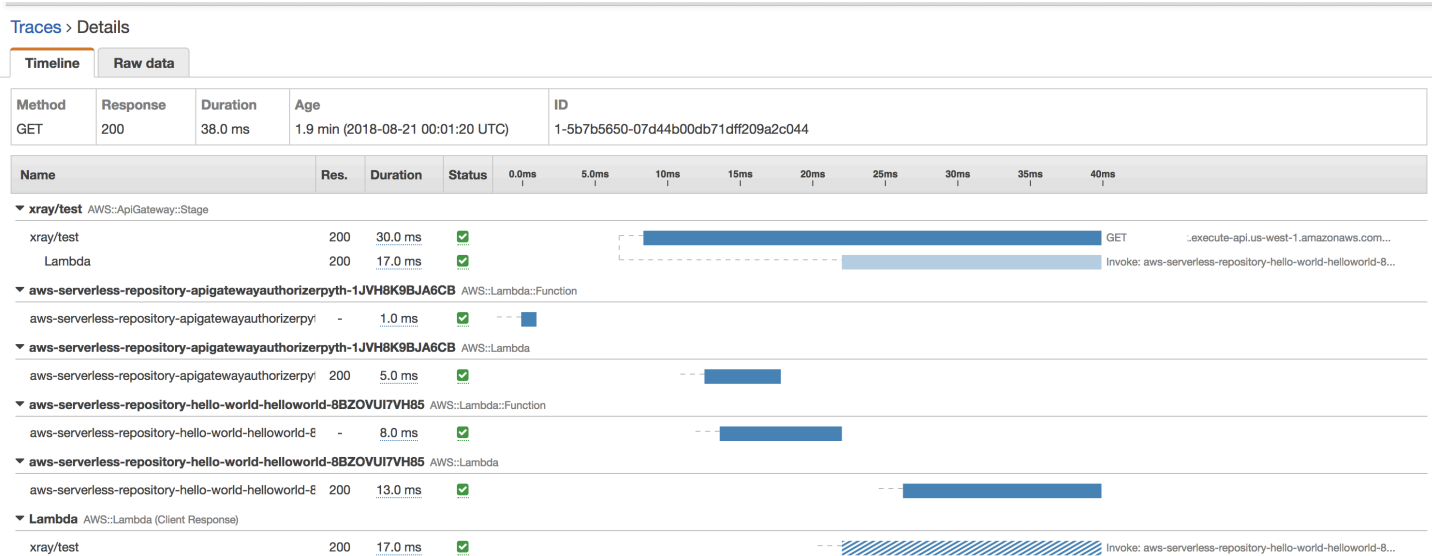 Traces > Details
Timeline Raw data
Method Response Duration Age ID
GET 200 38.0 ms 1.9 min (2018-08-21 00:01:20 UTC) 1-5b7b5650-07d44b00db71dff209a2c044
Name Res. Duration Status 0.0ms 5.0ms 10ms 15ms 20ms 25ms 30ms 35ms 40ms
xray/test AWS::ApiGateway::Stage
xray/test 200 30.0 ms GET :.execute-api.us-west-1.amazonaws.com...
Lambda 200 17.0 ms Invoke: aws-serverless-repository-hello-world-helloworld-8...
aws-serverless-repository-apigatewayauthorizerpyth-1JVH8K9BJA6CB AWS::Lambda::Function
aws-serverless-repository-apigatewayauthorizerpyt - 1.0 ms
aws-serverless-repository-apigatewayauthorizerpyth-1JVH8K9BJA6CB AWS::Lambda
aws-serverless-repository-apigatewayauthorizerpyt 200 5.0 ms
aws-serverless-repository-hello-world-helloworld-8BZOVUI7VH85 AWS::Lambda::Function
aws-serverless-repository-hello-world-helloworld-8 - 8.0 ms
aws-serverless-repository-hello-world-helloworld-8BZOVUI7VH85 AWS::Lambda
aws-serverless-repository-hello-world-helloworld-8 200 13.0 ms
Lambda AWS::Lambda (Client Response)
xray/test 200 17.0 ms Invoke: aws-serverless-repository-hello-world-helloworld-8...